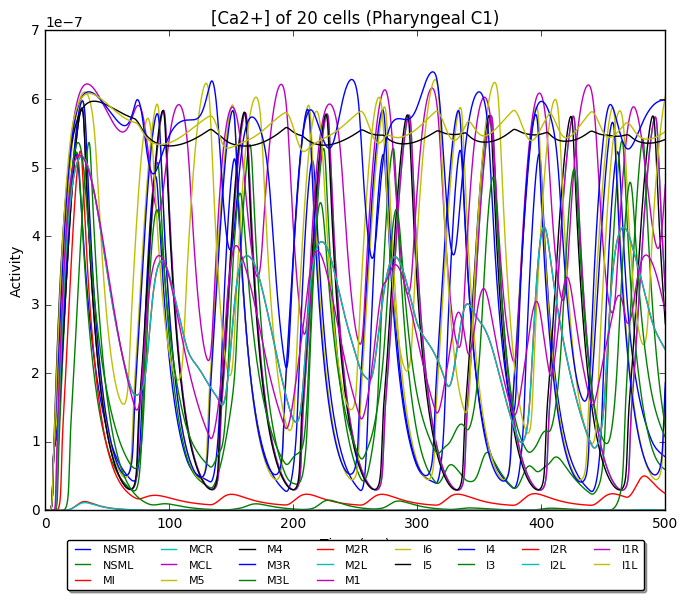 [Ca2+] of 20 cells (Pharyngeal C1)
1e−7
7
6
5
4
3
2
1
0
Activity
0 100 200 300 400 500
NSMR MCR M4 M2R I6 I4 I2R I1R
NSML MCL M3R M2L I5 I3 I2L I1L
MI M5 M3L M1